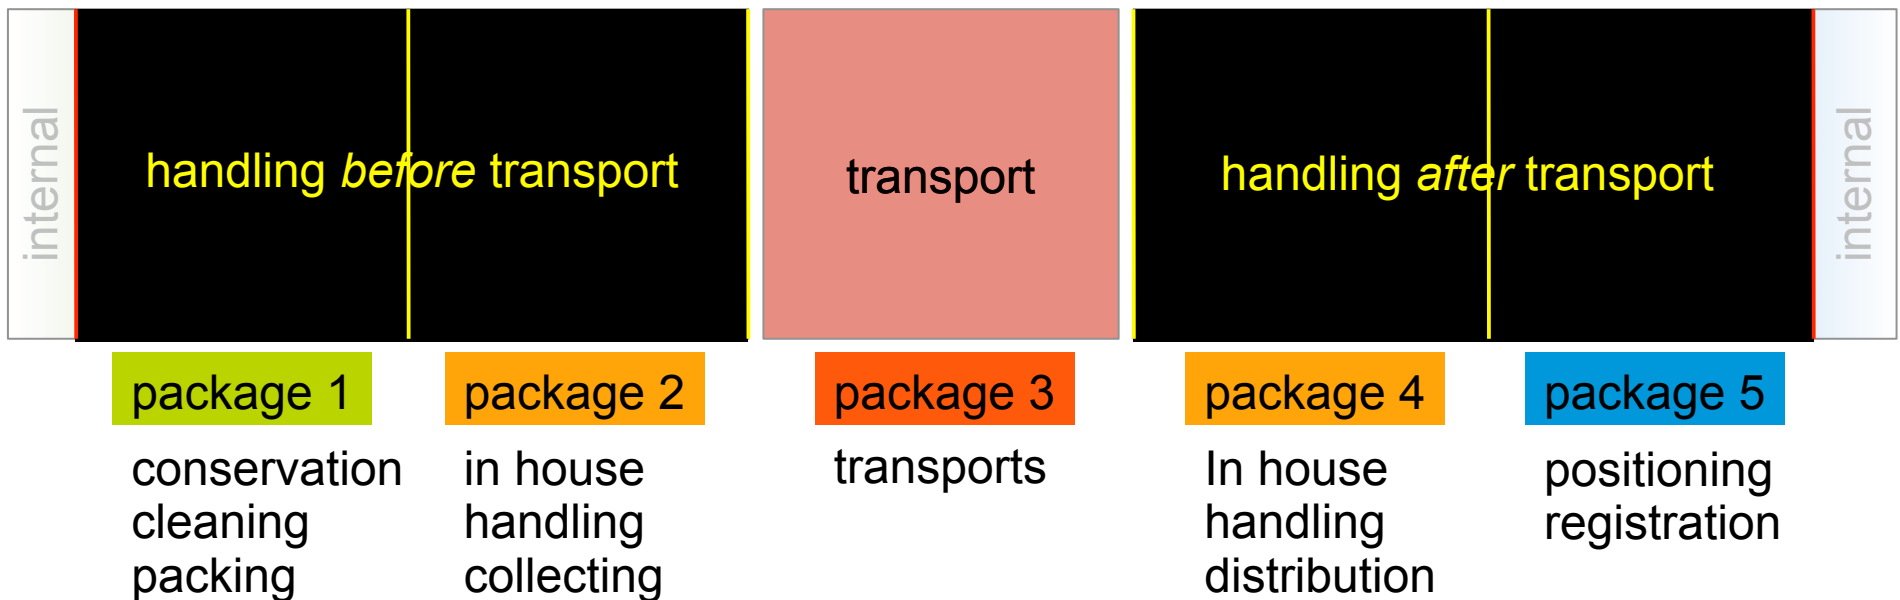 internal
handling before transport
transport
handling after transport
internal
package 1
conservation
cleaning
packing
package 2
in house
handling
collecting
package 3
transports
package 4
In house
handling
distribution
package 5
positioning
registration